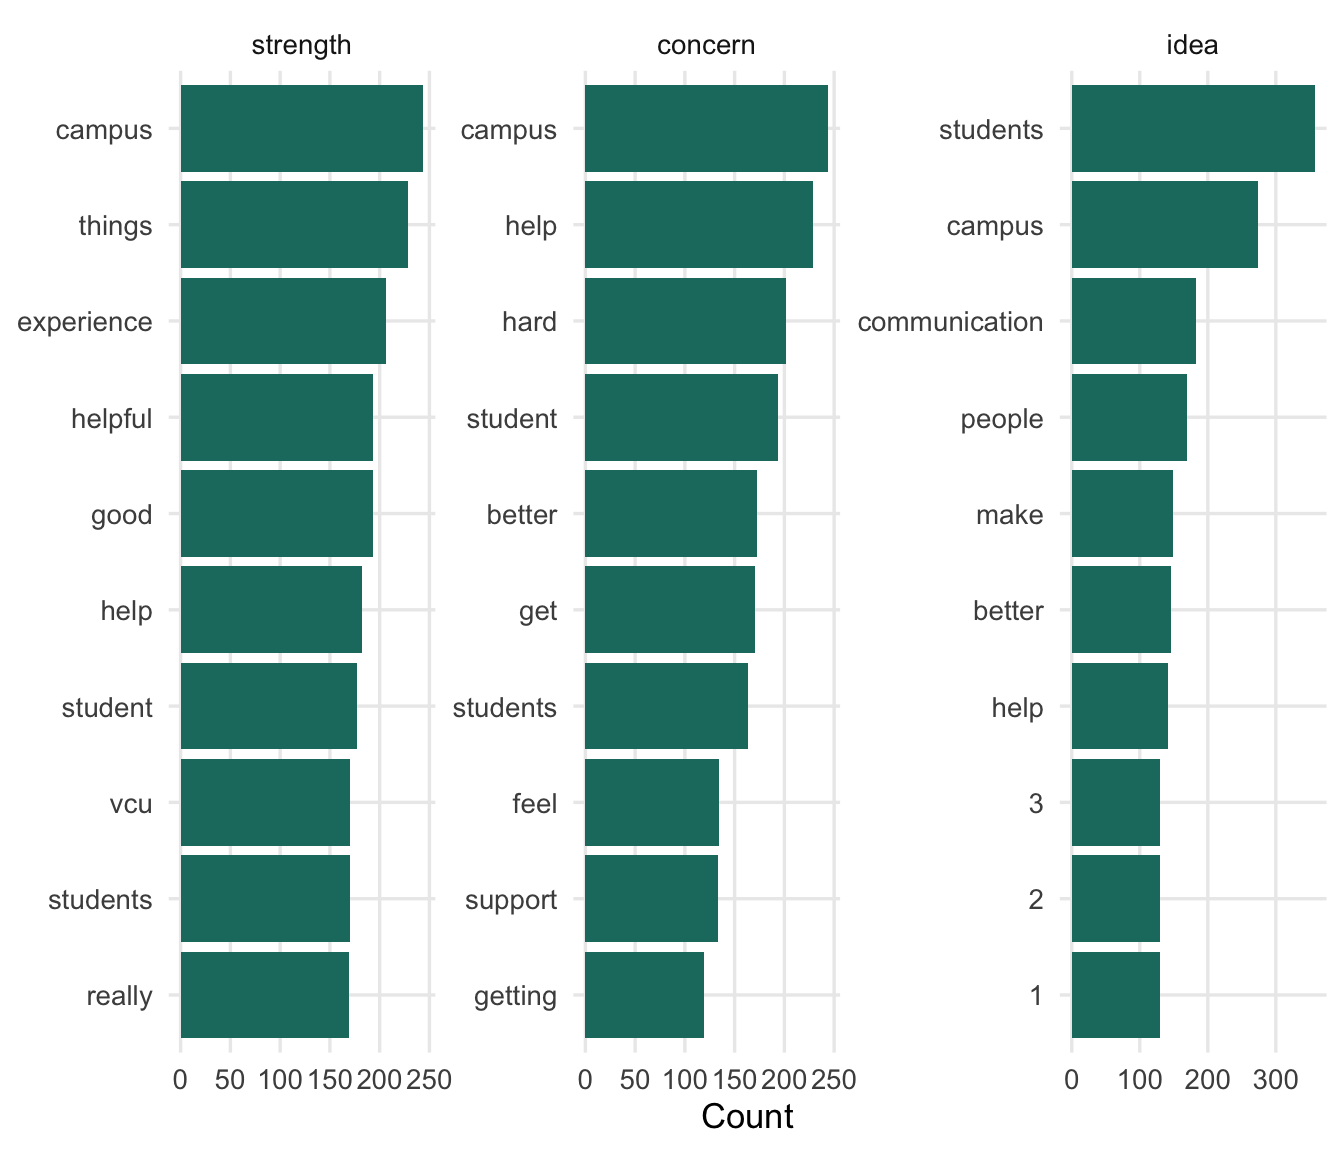 strength
campus
things
experience
helpful
good
help
student
vcu
students
really
0 50 100 150 200 250
concern
campus
help
hard
student
better
get
students
feel
support
getting
0 50 100 150 200 250
idea
students
campus
communication
people
make
better
help
3
2
1
0 100 200 300
Count